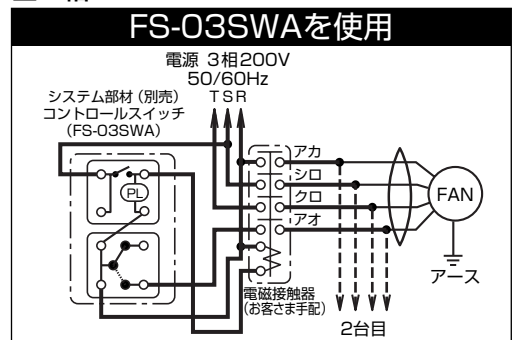 FS-03SWAを使用
電源 3相200V
50/60Hz
T S R
システム部材（別売）
コントロールスイッチ
（FS-03SWA）
PL
アカ
シロ
クロ
アオ
FAN
アース
電磁接触器
（お客さま手配）
2台目